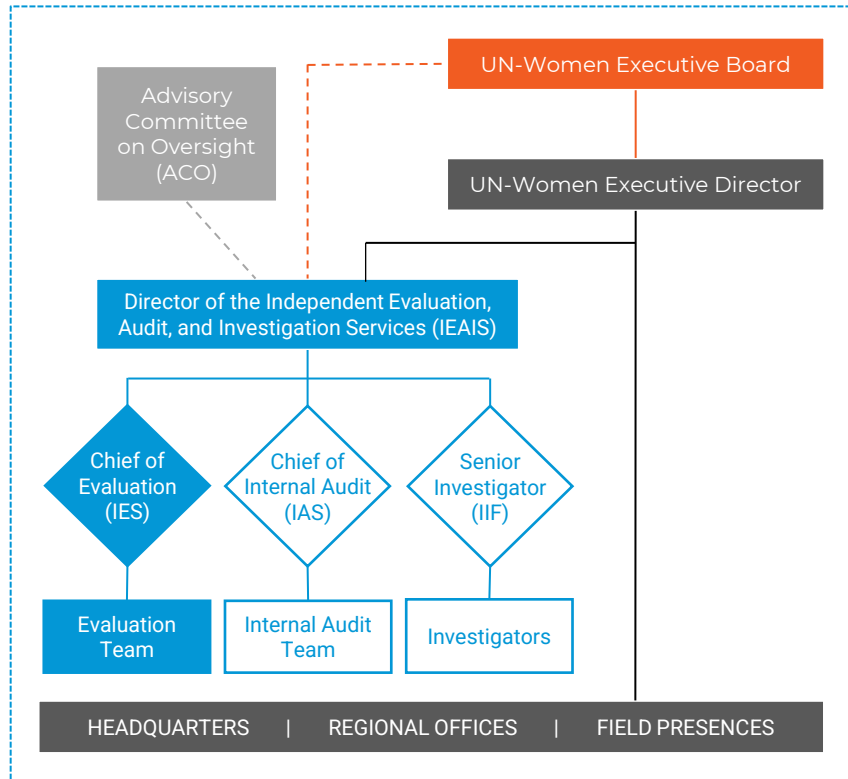 UN-Women Executive Board
Advisory
Committee
on Oversight
(ACO)
UN-Women Executive Director
Director of the Independent Evaluation,
Audit, and Investigation Services (IEAIS)
Chief of
Evaluation
(IES)
Chief of
Internal Audit
(IAS)
Senior
Investigator
(IIF)
Evaluation
Team
Internal Audit
Team
Investigators
HEADQUARTERS | REGIONAL OFFICES | FIELD PRESENCES